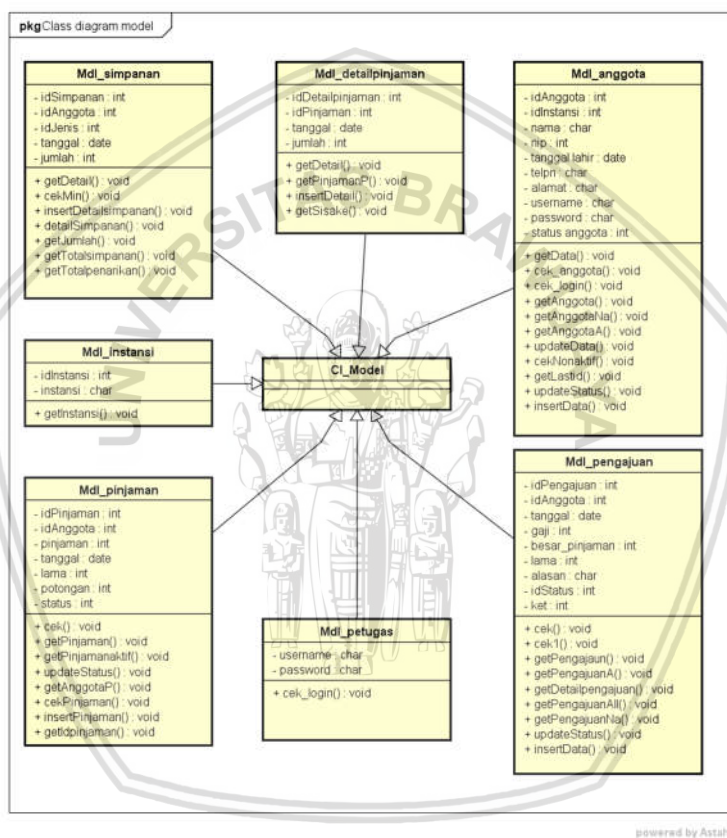 pkg Class diagram model
Mdl_simpanan
- idSimpanan : int
- idAnggota : int
- idJenis : int
- tanggal : date
- jumlah : int
+ getDetail() : void
+ cekMin() : void
+ insertDetailsimpanan() : void
+ detailSimpanan() : void
+ getJumlah() : void
+ getTotalsimpanan() : void
+ getTotalpenarikan() : void
Mdl_detailpinjaman
- idDetailpinjaman : int
- idPinjaman : int
- tanggal : date
- jumlah : int
+ getDetail() : void
+ getPinjamanP() : void
+ insertDetail() : void
+ getSisake() : void
Mdl_anggota
- idAnggota : int
- idInstansi : int
- nama : char
- nip : int
- tanggal lahir : date
- telpn : char
- alamat : char
- username : char
- password : char
- status anggota : int
+ getData() : void
+ cek_anggota() : void
+ cek_login() : void
+ getAnggota() : void
+ getAnggotaNa() : void
+ getAnggotaA() : void
+ updateData() : void
+ cekNonaktif() : void
+ getLastid() : void
+ updateStatus() : void
+ insertData() : void
Mdl_instansi
- idInstansi : int
- instansi : char
+ getInstansi() : void
CI_Model
Mdl_pinjaman
- idPinjaman : int
- idAnggota : int
- pinjaman : int
- tanggal : date
- lama : int
- potongan : int
- status : int
+ cek() : void
+ getPinjaman() : void
+ getPinjamanaktif() : void
+ updateStatus() : void
+ getAnggotaP() : void
+ cekPinjaman() : void
+ insertPinjaman() : void
+ getIdpinjaman() : void
Mdl_petugas
- username : char
- password : char
+ cek_login() : void
Mdl_pengajuan
- idPengajuan : int
- idAnggota : int
- tanggal : date
- gaji : int
- besar_pinjaman : int
- lama : int
- alasan : char
- idStatus : int
- ket : int
+ cek() : void
+ cek1() : void
+ getPengajaun() : void
+ getPengajuanA() : void
+ getDetailpengajuan() : void
+ getPengajuanAll() : void
+ getPengajuanNa() : void
+ updateStatus() : void
+ insertData() : void
UNIVERSITAS BRAWIJAYA
powered by Astah